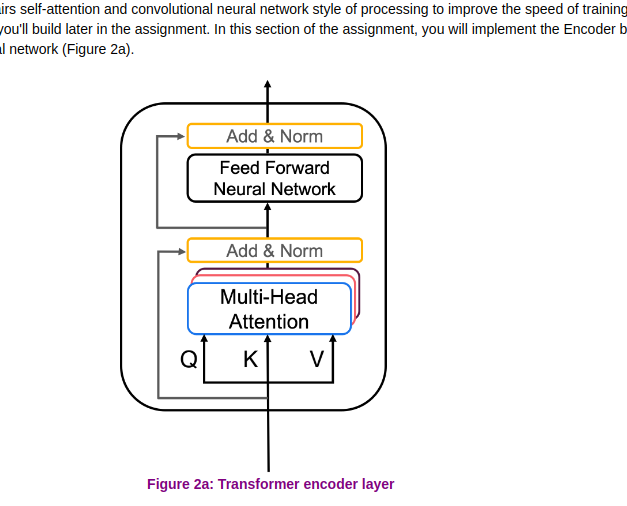 irs self-attention and convolutional neural network style of processing to improve the speed of training
you'll build later in the assignment. In this section of the assignment, you will implement the Encoder b
l network (Figure 2a).
Add & Norm
Feed Forward
Neural Network
Add & Norm
Multi-Head
Attention
Q K V
Figure 2a: Transformer encoder layer